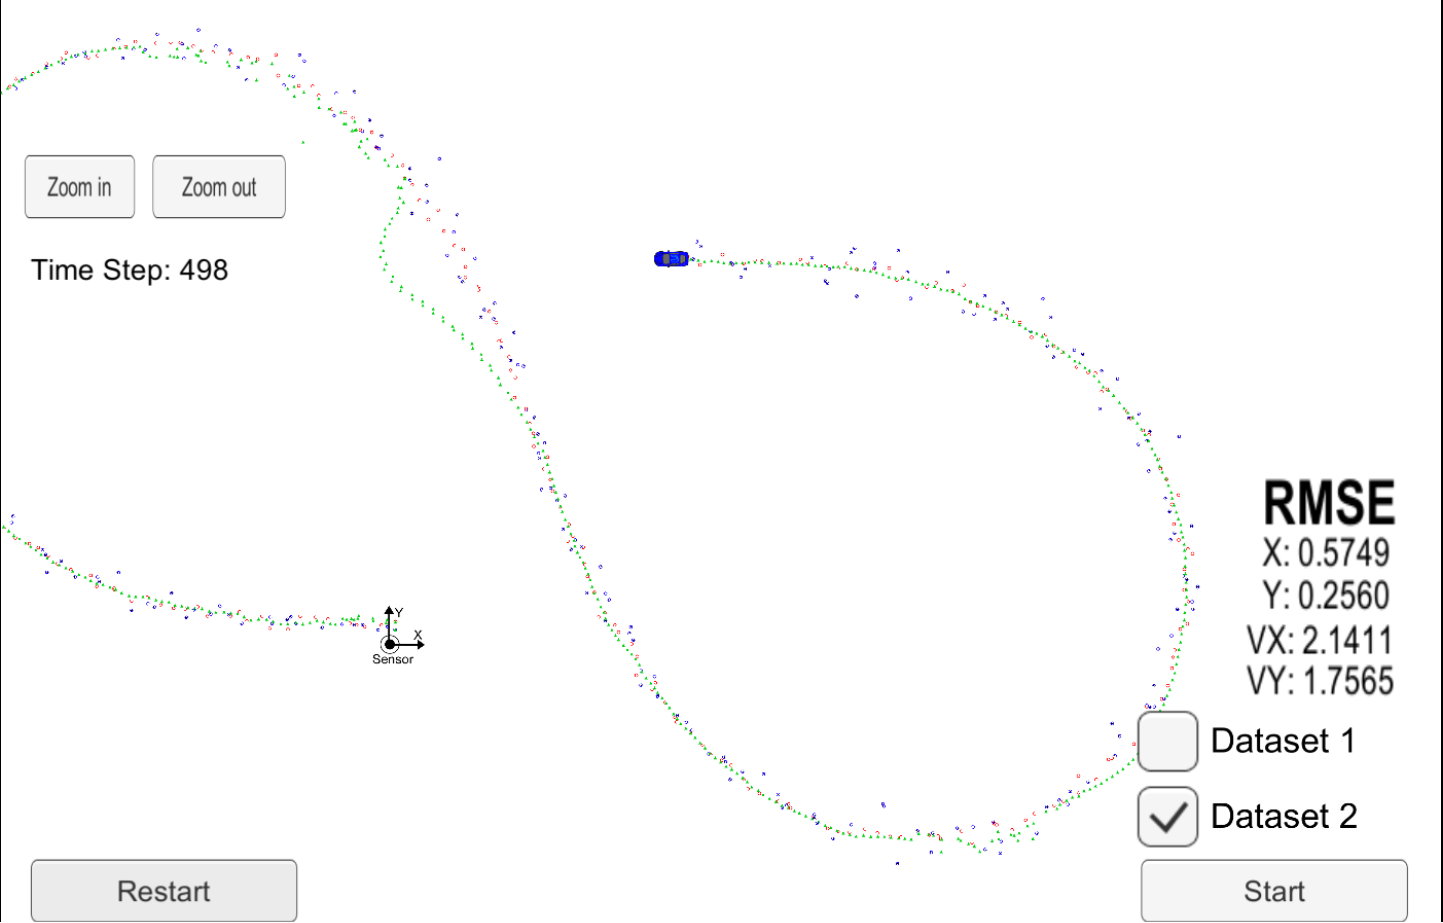 Zoom in
Zoom out
Time Step: 498
Y
X
Sensor
RMSE
X: 0.5749
Y: 0.2560
VX: 2.1411
VY: 1.7565
Dataset 1
Dataset 2
Restart
Start